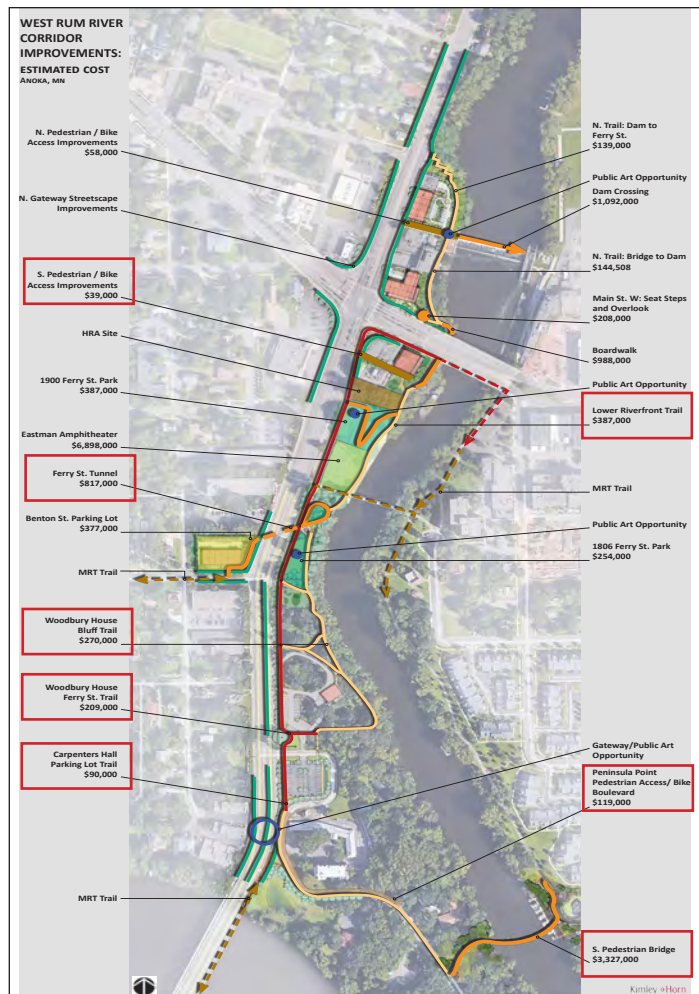 WEST RUM RIVER
CORRIDOR
IMPROVEMENTS:
ESTIMATED COST
ANOKA, MN
N. Pedestrian / Bike
Access Improvements
$58,000
N. Gateway Streetscape
Improvements
S. Pedestrian / Bike
Access Improvements
$39,000
HRA Site
1900 Ferry St. Park
$387,000
Eastman Amphitheater
$6,898,000
Ferry St. Tunnel
$817,000
Benton St. Parking Lot
$377,000
MRT Trail
Woodbury House
Bluff Trail
$270,000
Woodbury House
Ferry St. Trail
$209,000
Carpenters Hall
Parking Lot Trail
$90,000
MRT Trail
N. Trail: Dam to
Ferry St.
$139,000
Public Art Opportunity
Dam Crossing
$1,092,000
N. Trail: Bridge to Dam
$144,508
Main St. W: Seat Steps
and Overlook
$208,000
Boardwalk
$988,000
Public Art Opportunity
Lower Riverfront Trail
$387,000
MRT Trail
Public Art Opportunity
1806 Ferry St. Park
$254,000
Gateway/Public Art
Opportunity
Peninsula Point
Pedestrian Access/ Bike
Boulevard
$119,000
S. Pedestrian Bridge
$3,327,000
Kimley»Horn